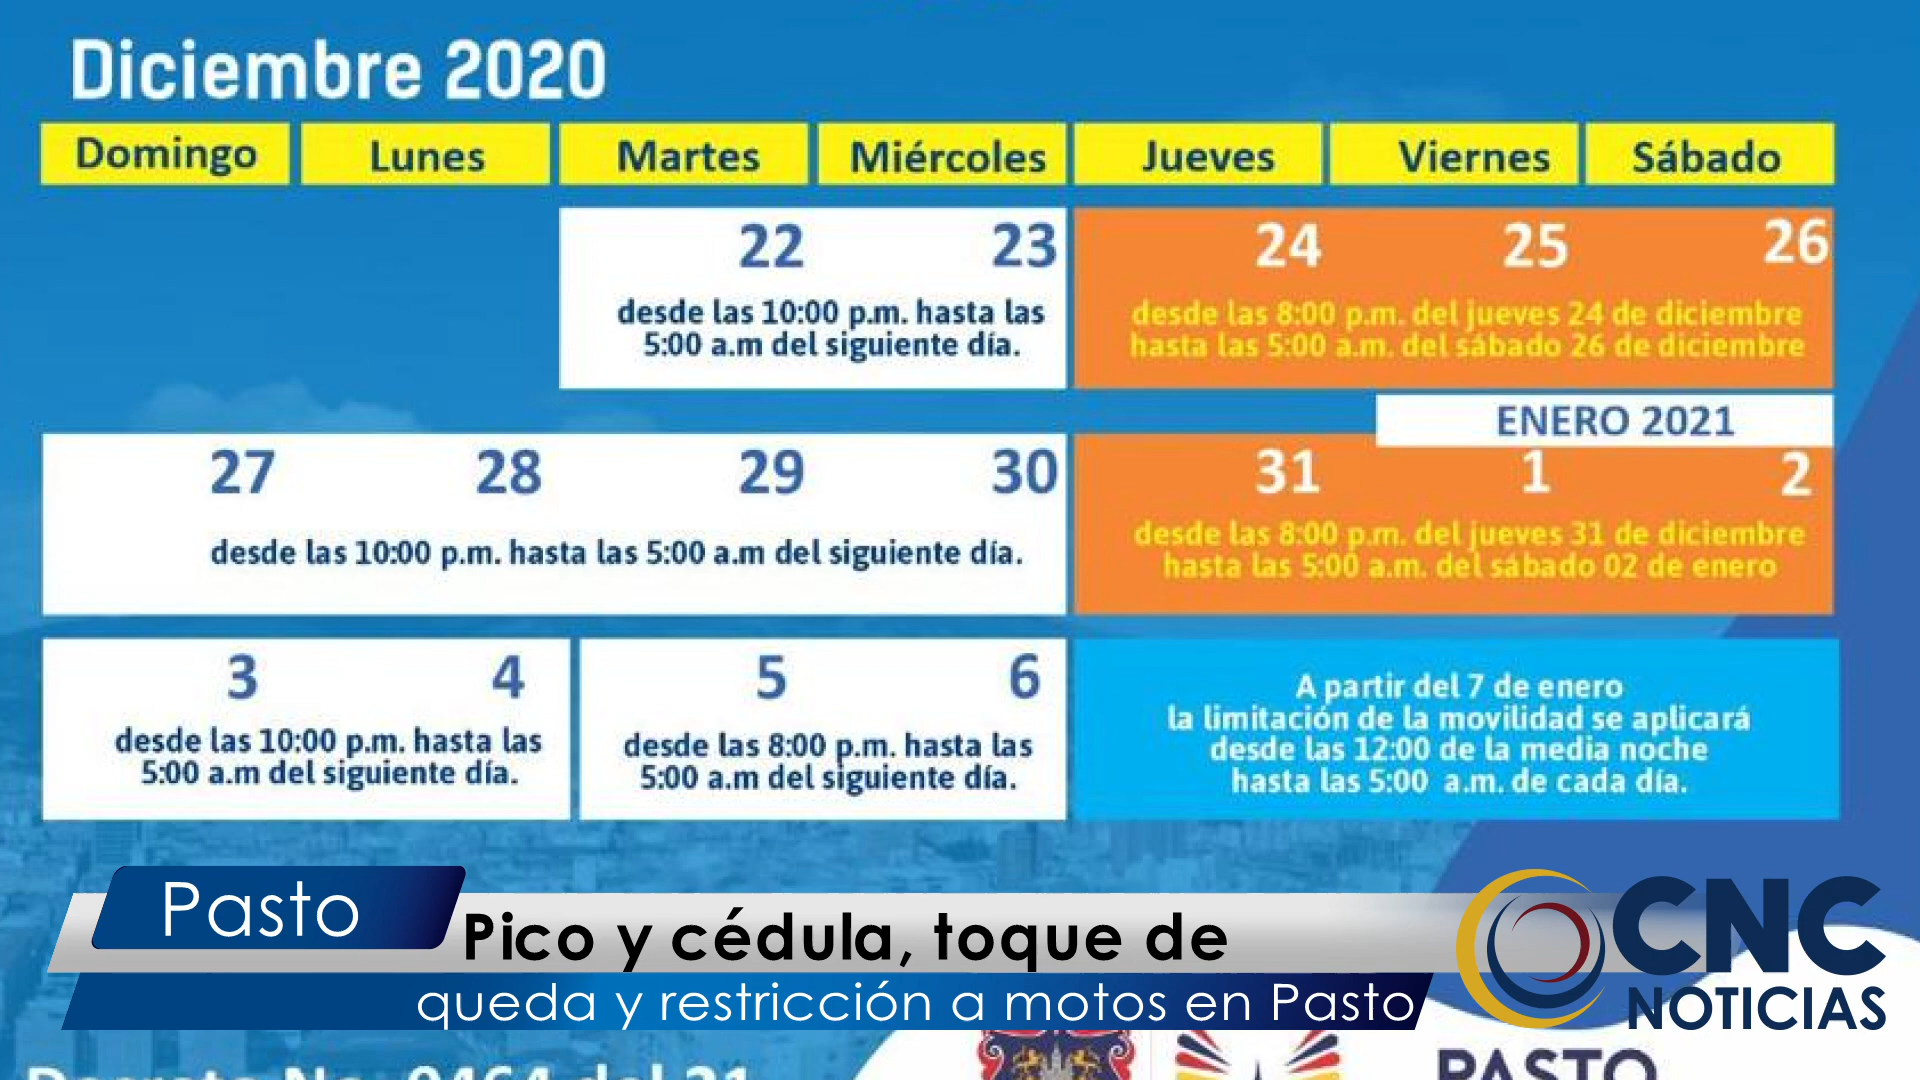 Diciembre 2020
Domingo Lunes Martes Miércoles Jueves Viernes Sábado
22 23
desde las 10:00 p.m. hasta las
5:00 a.m del siguiente día.
24 25 26
desde las 8:00 p.m. del jueves 24 de diciembre
hasta las 5:00 a.m. del sábado 26 de diciembre
ENERO 2021
27 28 29 30
desde las 10:00 p.m. hasta las 5:00 a.m del siguiente día.
31 1 2
desde las 8:00 p.m. del jueves 31 de diciembre
hasta las 5:00 a.m. del sábado 02 de enero
3 4
desde las 10:00 p.m. hasta las
5:00 a.m del siguiente día.
5 6
desde las 8:00 p.m. hasta las
5:00 a.m del siguiente día.
A partir del 7 de enero
la limitación de la movilidad se aplicará
desde las 12:00 de la media noche
hasta las 5:00 a.m. de cada día.
Pasto
Pico y cédula, toque de
queda y restricción a motos en Pasto
CNC
NOTICIAS
Decreto No. 0464 del 21
PASTO